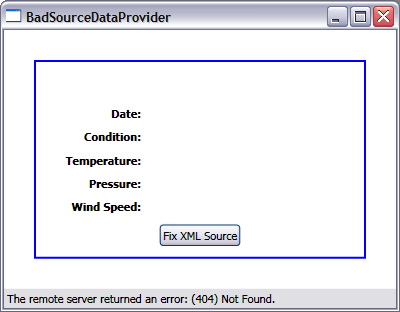 BadSourceDataProvider
Date:
Condition:
Temperature:
Pressure:
Wind Speed:
Fix XML Source
The remote server returned an error: (404) Not Found.